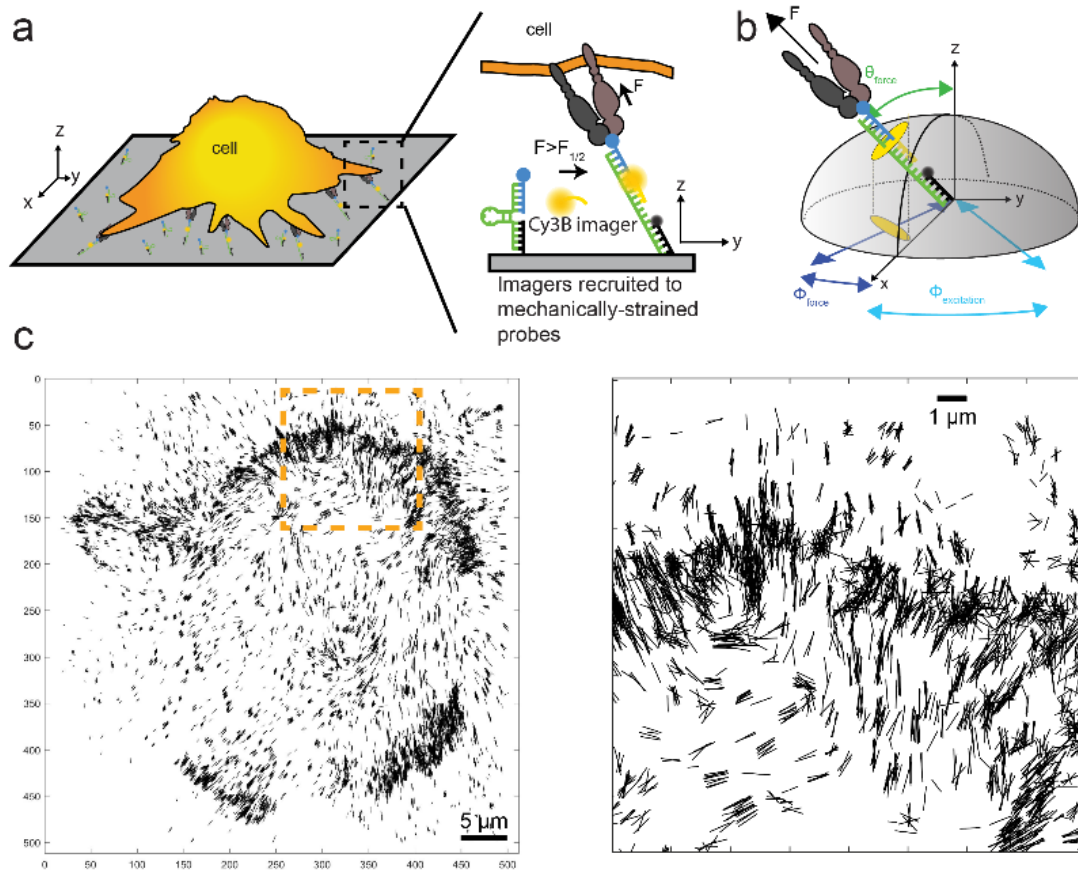 a
cell
z
y
x
cell
F
F>F1/2
Cy3B imager
z
y
Imagers recruited to
mechanically-strained
probes
b
F
z
θforce
y
x
Φforce
Φexcitation
c
0
50
100
150
200
250
300
350
400
450
500
0
50
100
150
200
250
300
350
400
450
500
5 μm
1 μm